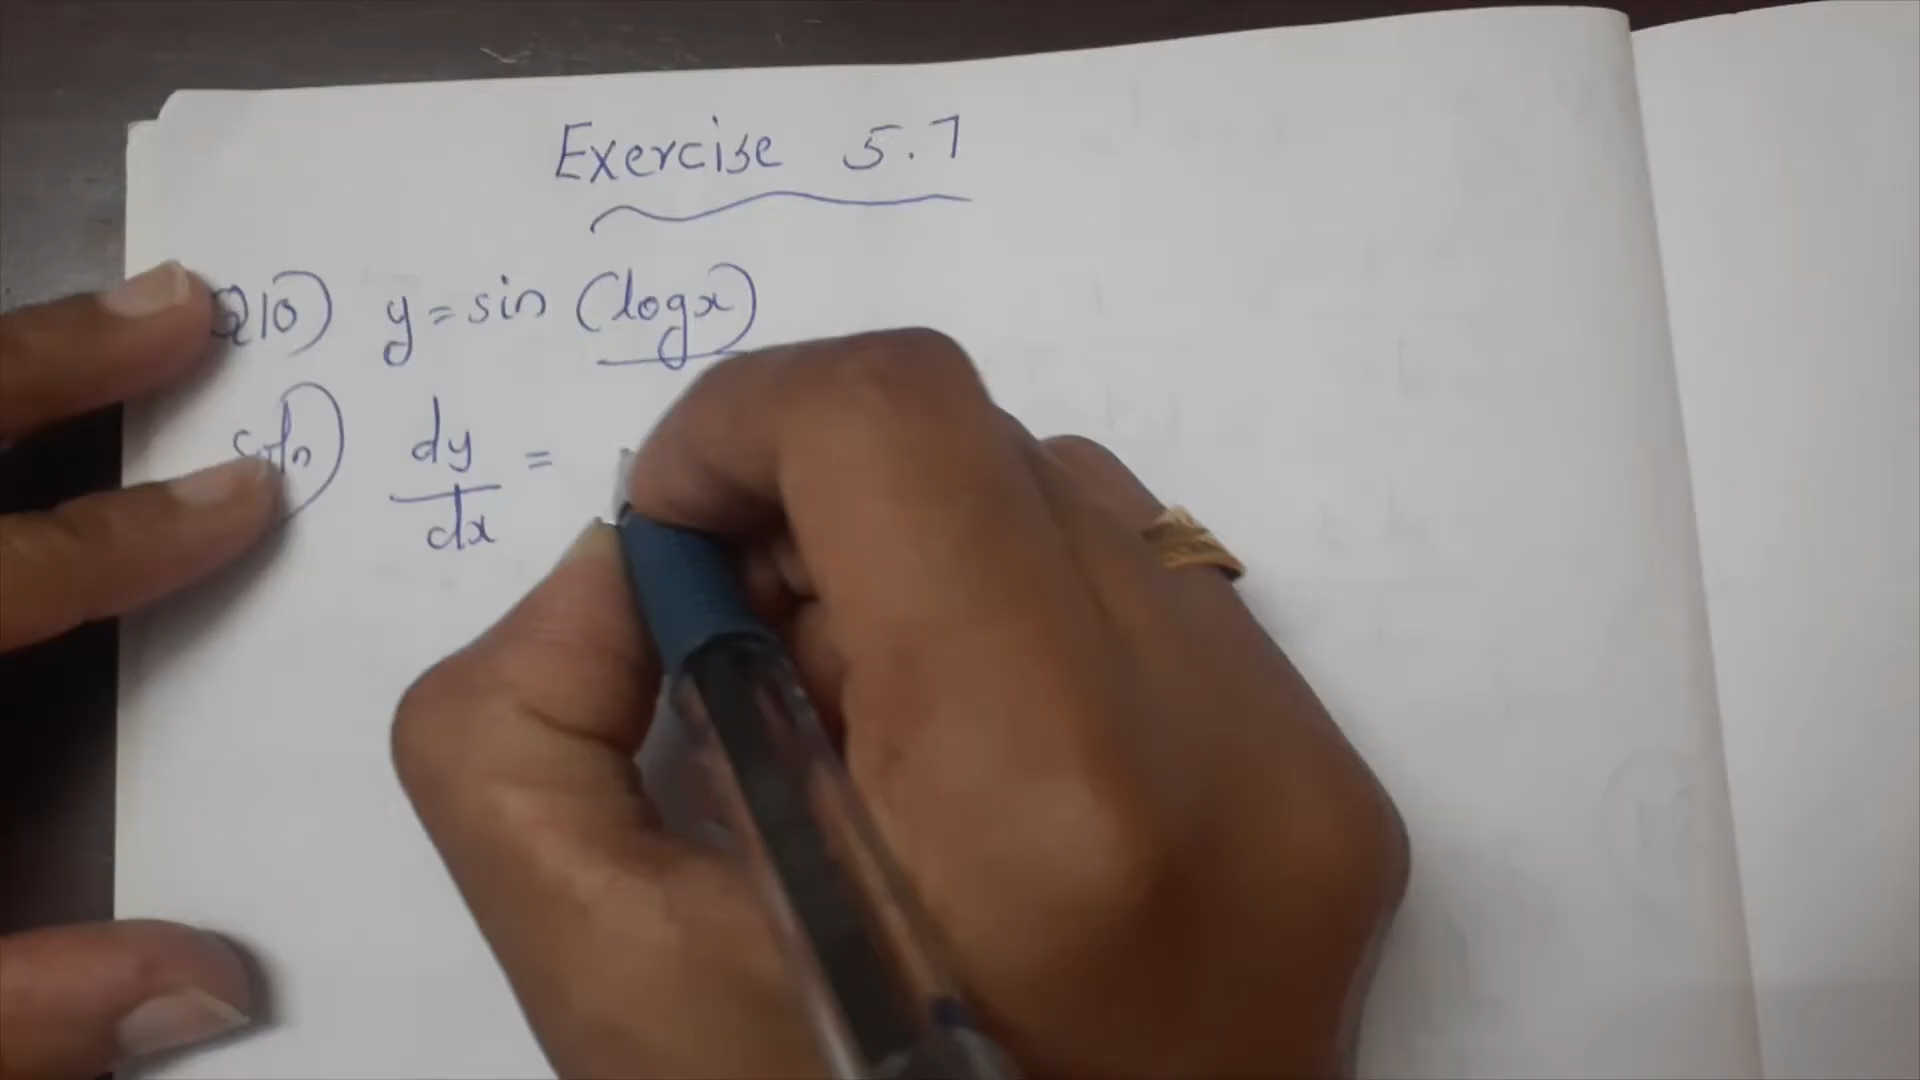 Exercise 5.7
Q10) y = sin (logx)
Soln) dy/dx =